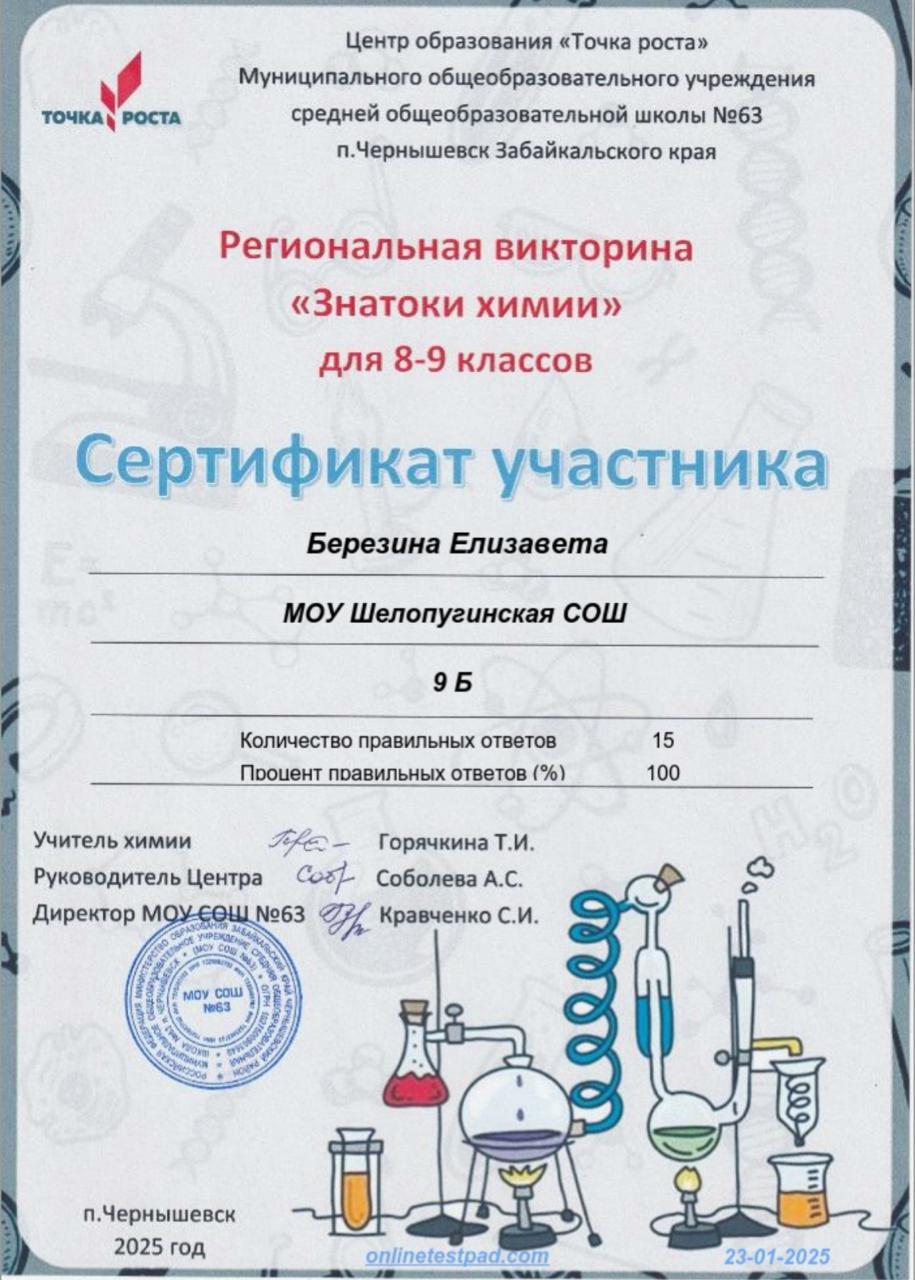 Центр образования «Точка роста»
Муниципального общеобразовательного учреждения
средней общеобразовательной школы №63
п.Чернышевск Забайкальского края
ТОЧКА РОСТА
Региональная викторина
«Знатоки химии»
для 8-9 классов
Сертификат участника
Березина Елизавета
МОУ Шелопугинская СОШ
9 Б
Количество правильных ответов 15
Процент правильных ответов (%) 100
Учитель химии Горячкина Т.И.
Руководитель Центра Соболева А.С.
Директор МОУ СОШ №63 Кравченко С.И.
МОУ СОШ
№63
E=
mc²
H₂O
п.Чернышевск
2025 год
onlinetestpad.com
23-01-2025